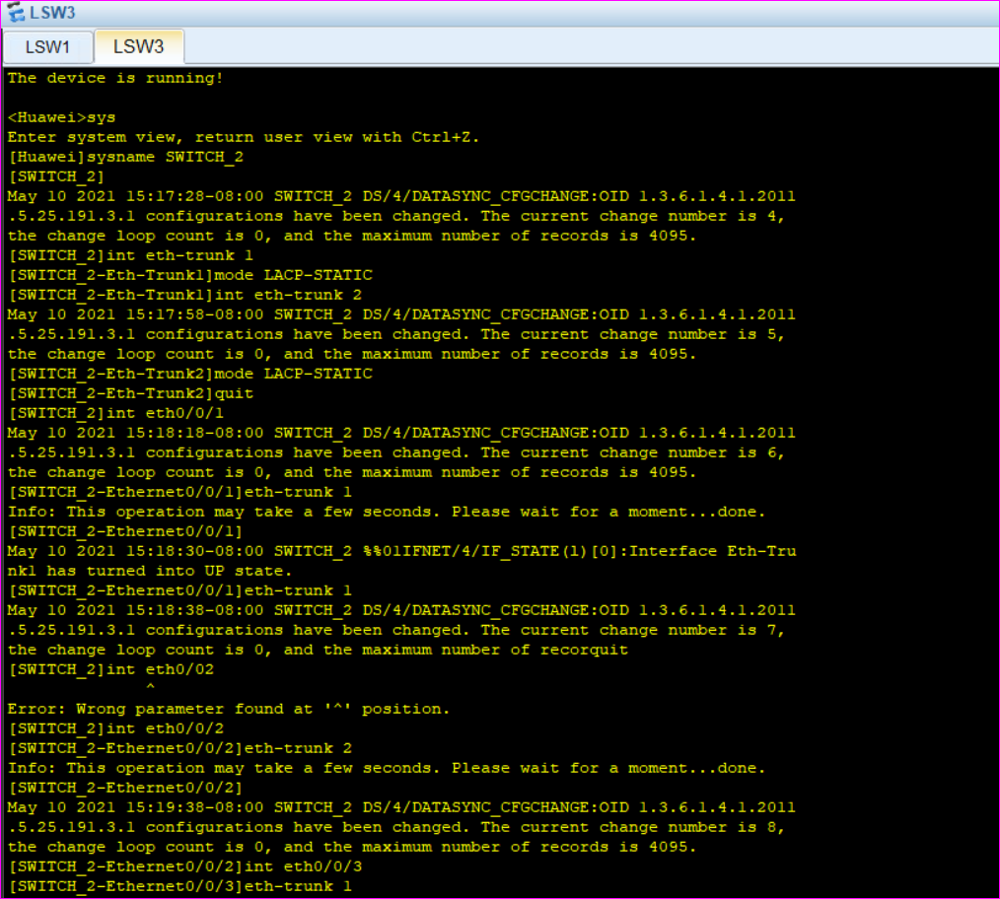 LSW3
LSW1 LSW3
The device is running!
<Huawei>sys
Enter system view, return user view with Ctrl+Z.
[Huawei]sysname SWITCH_2
[SWITCH_2]
May 10 2021 15:17:28-08:00 SWITCH_2 DS/4/DATASYNC_CFGCHANGE:OID 1.3.6.1.4.1.2011
.5.25.191.3.1 configurations have been changed. The current change number is 4,
the change loop count is 0, and the maximum number of records is 4095.
[SWITCH_2]int eth-trunk 1
[SWITCH_2-Eth-Trunk1]mode LACP-STATIC
[SWITCH_2-Eth-Trunk1]int eth-trunk 2
May 10 2021 15:17:58-08:00 SWITCH_2 DS/4/DATASYNC_CFGCHANGE:OID 1.3.6.1.4.1.2011
.5.25.191.3.1 configurations have been changed. The current change number is 5,
the change loop count is 0, and the maximum number of records is 4095.
[SWITCH_2-Eth-Trunk2]mode LACP-STATIC
[SWITCH_2-Eth-Trunk2]quit
[SWITCH_2]int eth0/0/1
May 10 2021 15:18:18-08:00 SWITCH_2 DS/4/DATASYNC_CFGCHANGE:OID 1.3.6.1.4.1.2011
.5.25.191.3.1 configurations have been changed. The current change number is 6,
the change loop count is 0, and the maximum number of records is 4095.
[SWITCH_2-Ethernet0/0/1]eth-trunk 1
Info: This operation may take a few seconds. Please wait for a moment...done.
[SWITCH_2-Ethernet0/0/1]
May 10 2021 15:18:30-08:00 SWITCH_2 %%01IFNET/4/IF_STATE(l)[0]:Interface Eth-Tru
nk1 has turned into UP state.
[SWITCH_2-Ethernet0/0/1]eth-trunk 1
May 10 2021 15:18:38-08:00 SWITCH_2 DS/4/DATASYNC_CFGCHANGE:OID 1.3.6.1.4.1.2011
.5.25.191.3.1 configurations have been changed. The current change number is 7,
the change loop count is 0, and the maximum number of recorquit
[SWITCH_2]int eth0/02
^
Error: Wrong parameter found at '^' position.
[SWITCH_2]int eth0/0/2
[SWITCH_2-Ethernet0/0/2]eth-trunk 2
Info: This operation may take a few seconds. Please wait for a moment...done.
[SWITCH_2-Ethernet0/0/2]
May 10 2021 15:19:38-08:00 SWITCH_2 DS/4/DATASYNC_CFGCHANGE:OID 1.3.6.1.4.1.2011
.5.25.191.3.1 configurations have been changed. The current change number is 8,
the change loop count is 0, and the maximum number of records is 4095.
[SWITCH_2-Ethernet0/0/2]int eth0/0/3
[SWITCH_2-Ethernet0/0/3]eth-trunk 1